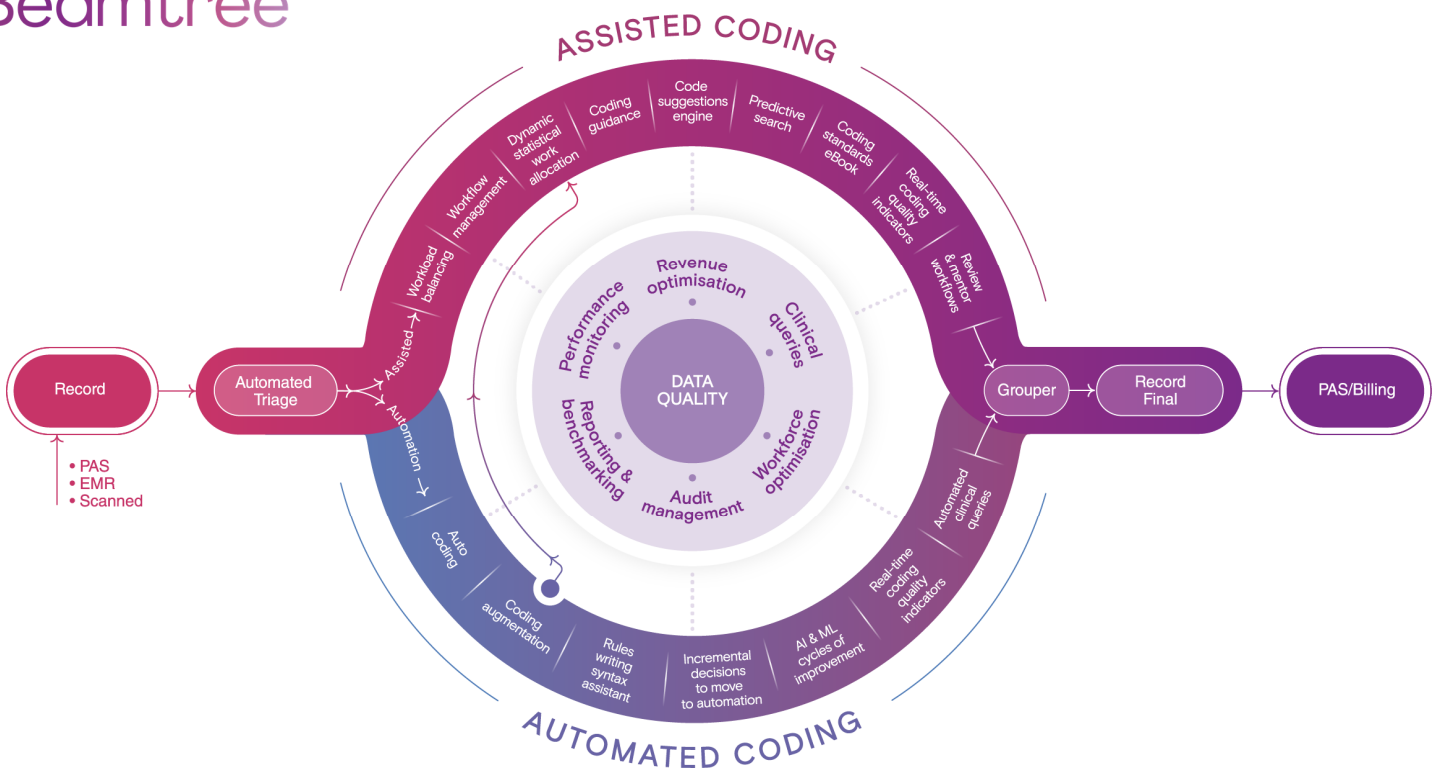 Beamtree
ASSISTED CODING
Record
• PAS
• EMR
• Scanned
Automated
Triage
Assisted
Automation
Workload
balancing
Workflow
management
Dynamic
statistical
work
allocation
Coding
guidance
Code
suggestions
engine
Predictive
search
Coding
standards
eBook
Real-time
coding
quality
indicators
Review
& mentor
workflows
Auto
coding
Coding
augmentation
Rules
writing
syntax
assistant
Incremental
decisions
to move
to automation
AI & ML
cycles of
improvement
Real-time
coding
quality
indicators
Automated
clinical
queries
Revenue
optimisation
Clinical
queries
Workforce
optimisation
Audit
management
Reporting &
benchmarking
Performance
monitoring
DATA
QUALITY
Grouper
Record
Final
PAS/Billing
AUTOMATED CODING